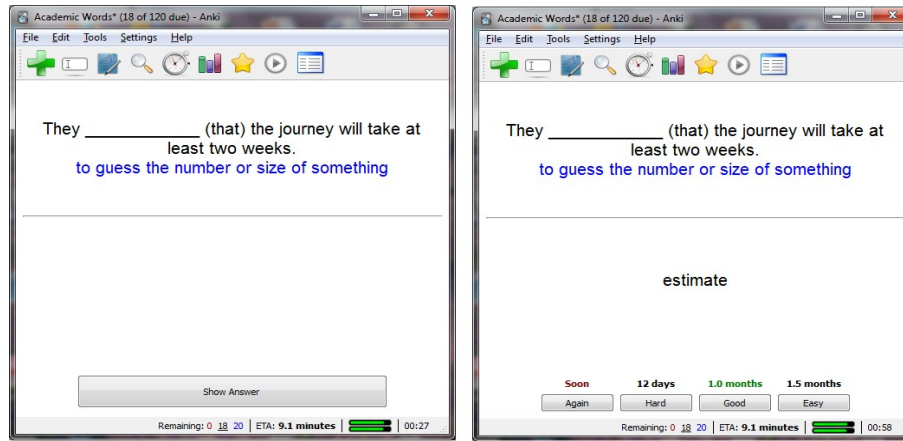 Academic Words* (18 of 120 due) - Anki
File Edit Tools Settings Help
They ____________ (that) the journey will take at
least two weeks.
to guess the number or size of something
Show Answer
Remaining: 0 18 20 ETA: 9.1 minutes 00:27
Academic Words* (18 of 120 due) - Anki
File Edit Tools Settings Help
They ____________ (that) the journey will take at
least two weeks.
to guess the number or size of something
estimate
Soon 12 days 1.0 months 1.5 months
Again Hard Good Easy
Remaining: 0 18 20 ETA: 9.1 minutes 00:58